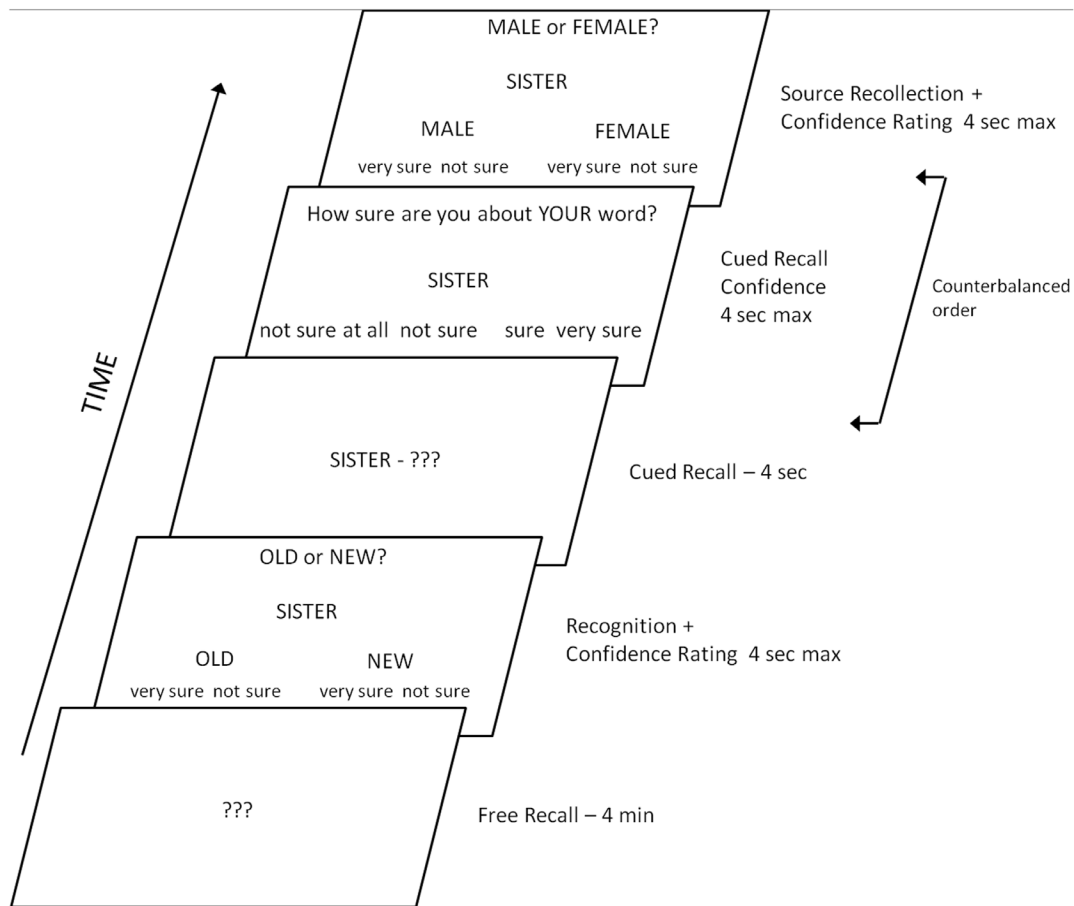 MALE or FEMALE?
SISTER
MALE FEMALE
very sure not sure very sure not sure
Source Recollection +
Confidence Rating 4 sec max
How sure are you about YOUR word?
SISTER
not sure at all not sure sure very sure
Cued Recall
Confidence
4 sec max
Counterbalanced
order
TIME
SISTER - ???
Cued Recall – 4 sec
OLD or NEW?
SISTER
OLD NEW
very sure not sure very sure not sure
Recognition +
Confidence Rating 4 sec max
???
Free Recall – 4 min